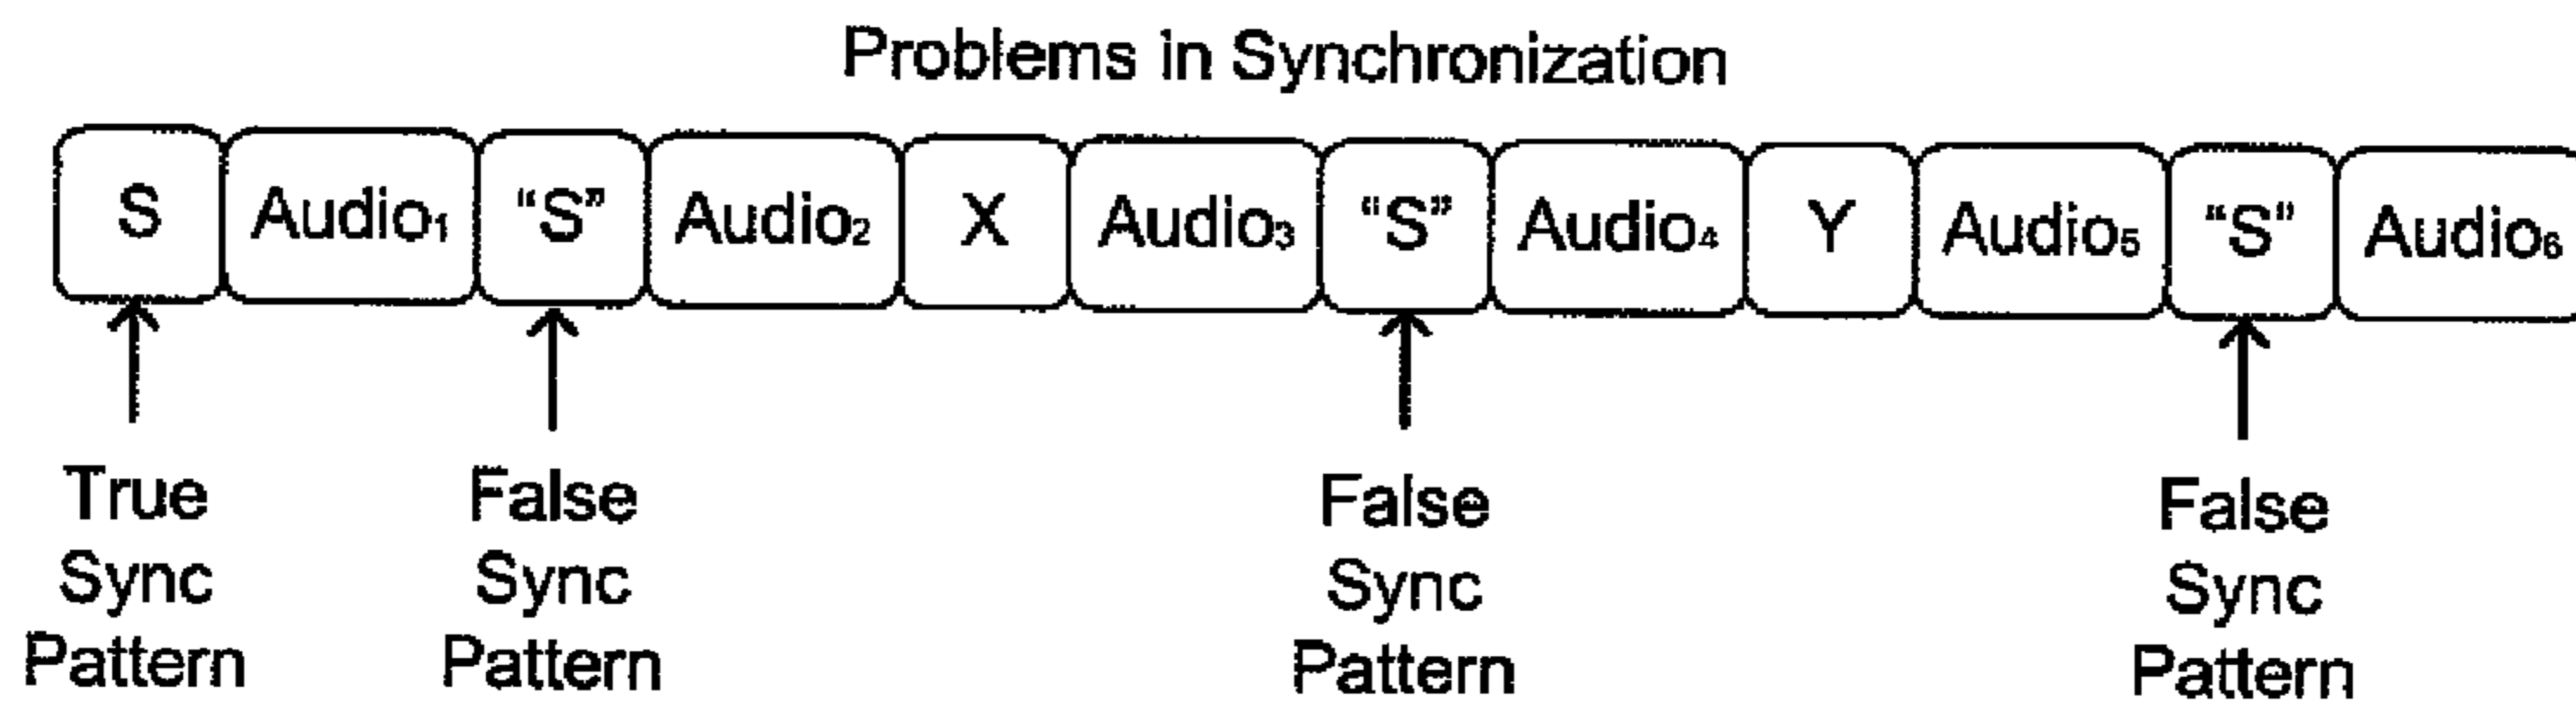 Problems in Synchronization
S Audio₁ “S” Audio₂ X Audio₃ “S” Audio₄ Y Audio₅ “S” Audio₆
True False False False
Sync Sync Sync Sync
Pattern Pattern Pattern Pattern